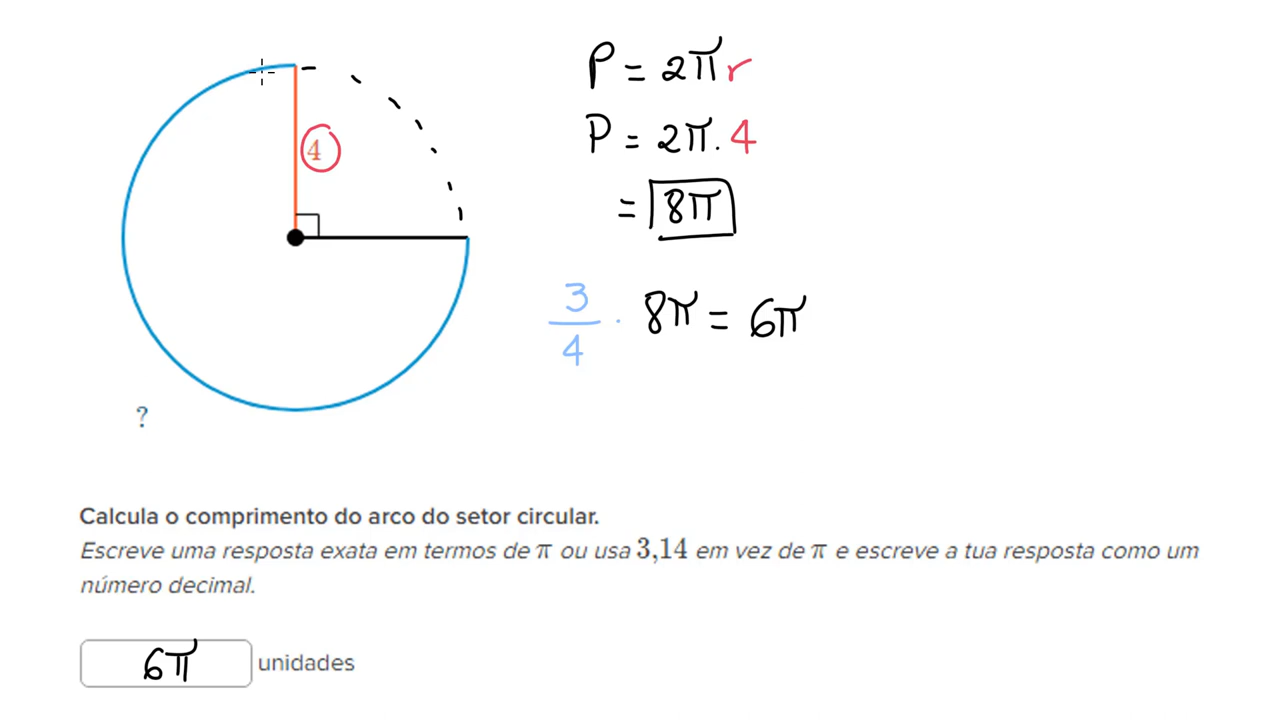 4
?
P = 2πr
P = 2π.4
= 8π
3/4 · 8π = 6π
Calcula o comprimento do arco do setor circular.
Escreve uma resposta exata em termos de π ou usa 3,14 em vez de π e escreve a tua resposta como um
número decimal.
6π unidades